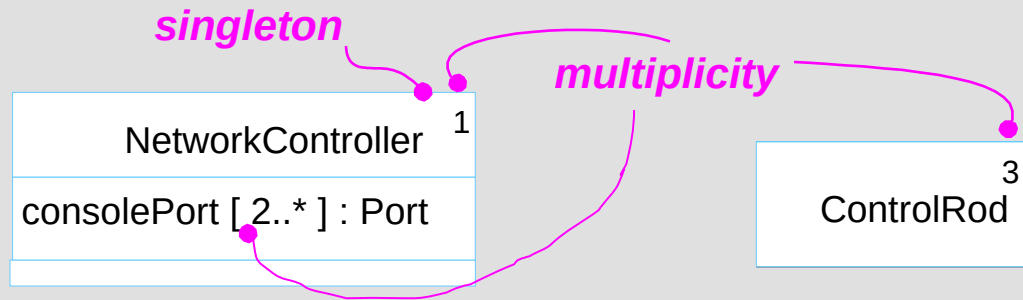 singleton
multiplicity
1
NetworkController
3
consolePort [ 2..* ] : Port
ControlRod